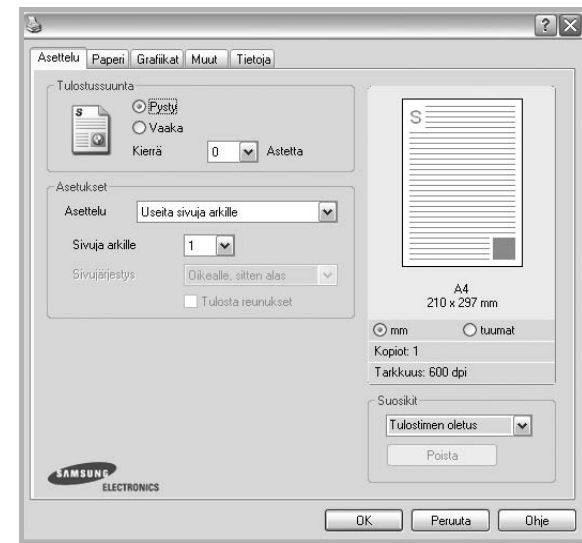 Asettelu Paperi Grafiikat Muut Tietoja
Tulostussuunta
S
Pysty
Vaaka
Kierrä 0 Astetta
Asetukset
Asettelu Useita sivuja arkille
Sivuja arkille 1
Sivujärjestys Oikealle, sitten alas
Tulosta reunukset
S
A4
210 x 297 mm
mm tuumat
Kopiot: 1
Tarkkuus: 600 dpi
Suosikit
Tulostimen oletus
Poista
SAMSUNG
ELECTRONICS
OK Peruuta Ohje